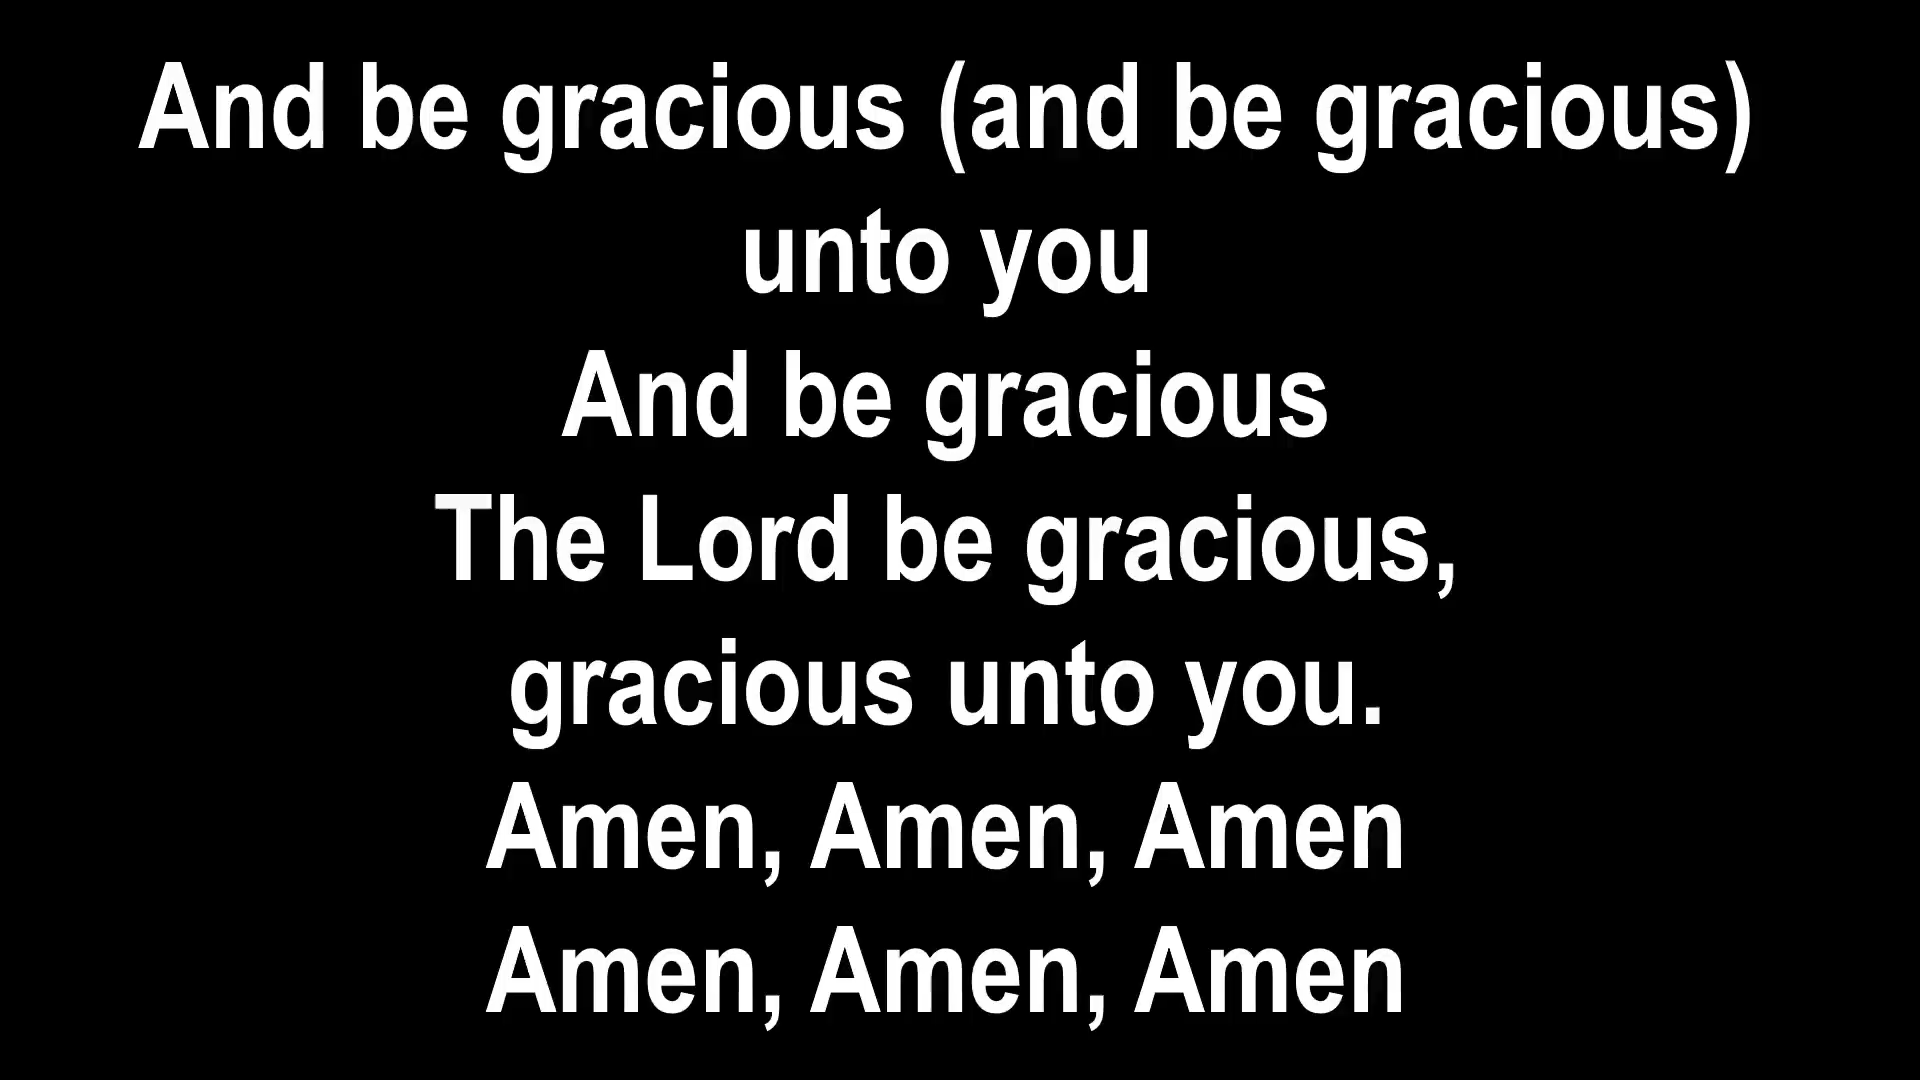 And be gracious (and be gracious)
unto you
And be gracious
The Lord be gracious,
gracious unto you.
Amen, Amen, Amen
Amen, Amen, Amen